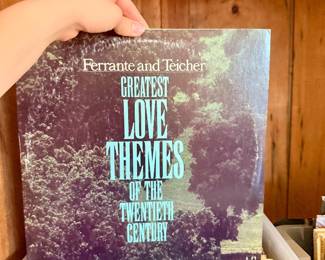 Ferrante and Teicher
GREATEST
LOVE
THEMES
OF THE
TWENTIETH
CENTURY